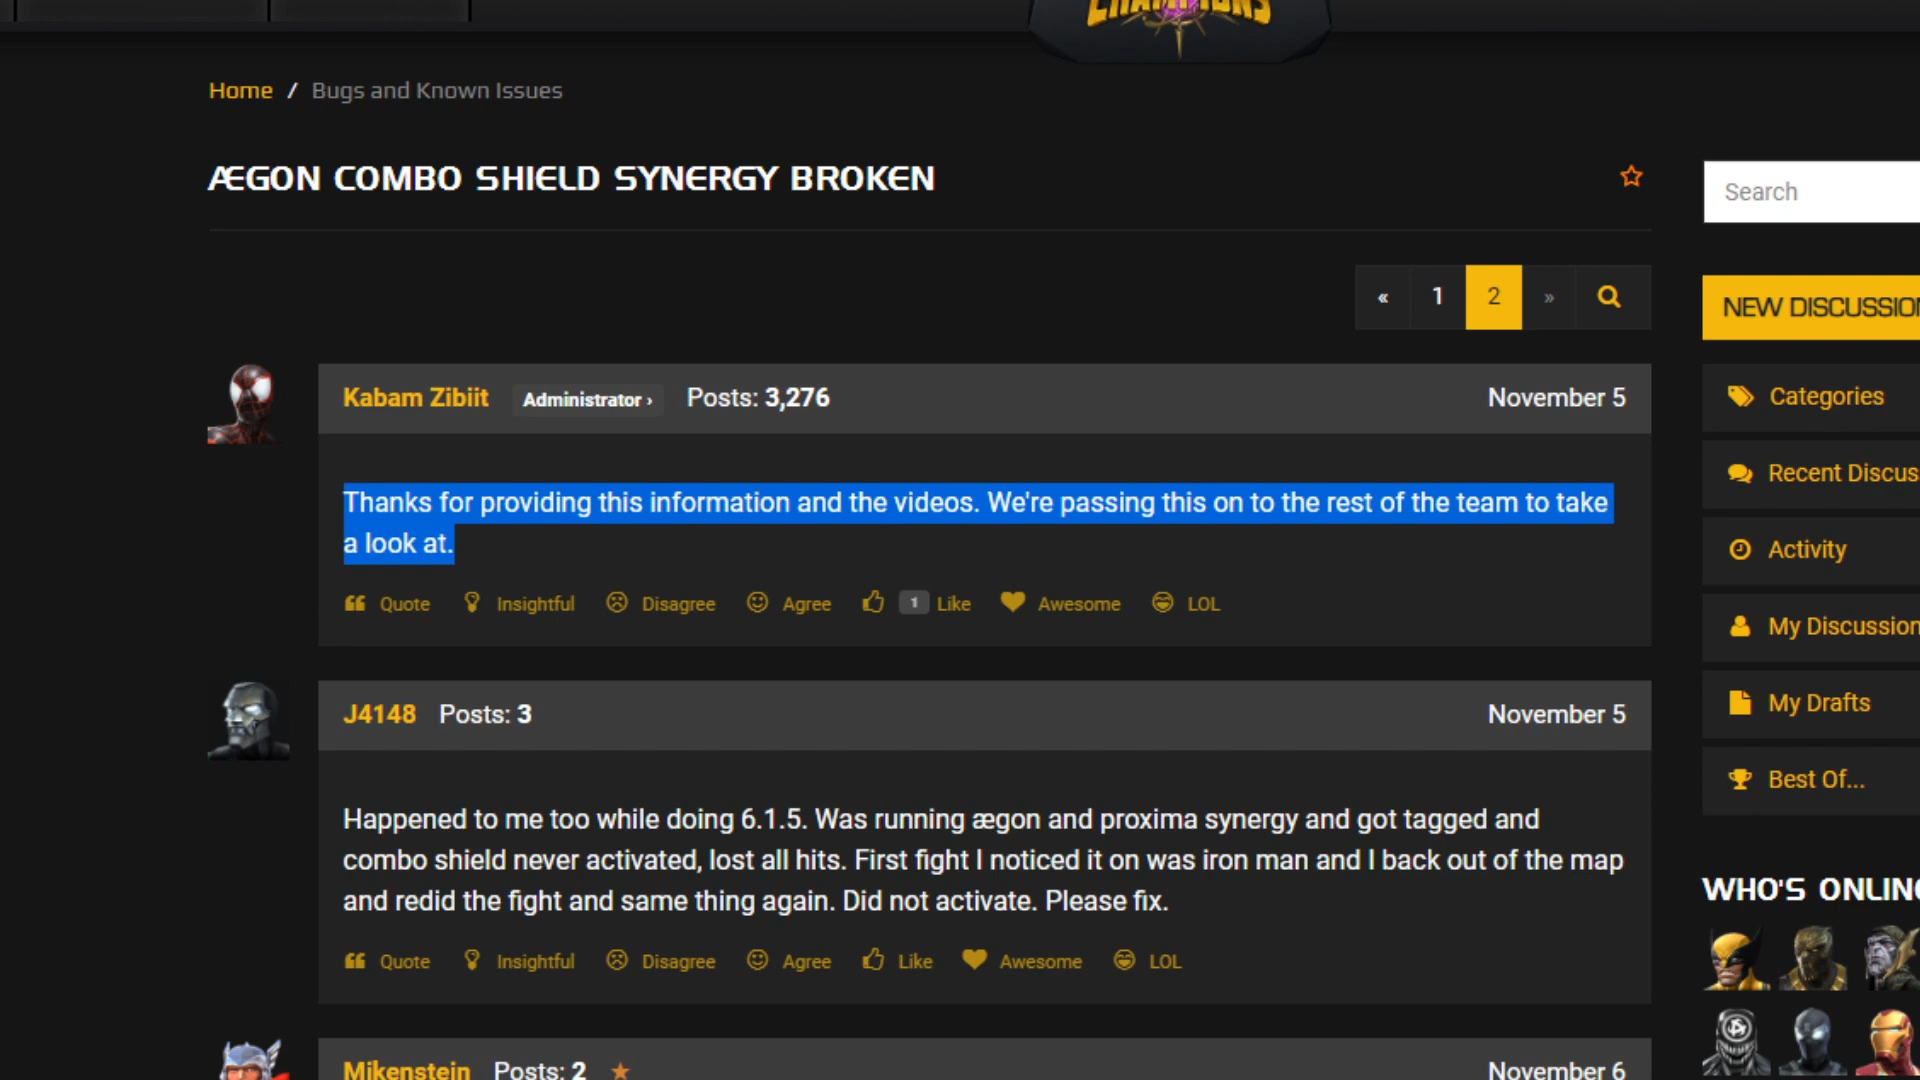 CHAMPIONS
Home / Bugs and Known Issues
ÆGON COMBO SHIELD SYNERGY BROKEN
Search
« 1 2 »
NEW DISCUSSION
Kabam Zibiit Administrator › Posts: 3,276 November 5
Thanks for providing this information and the videos. We're passing this on to the rest of the team to take
a look at.
Quote Insightful Disagree Agree 1 Like Awesome LOL
Categories
Recent Discus
Activity
My Discussion
My Drafts
Best Of...
J4148 Posts: 3 November 5
Happened to me too while doing 6.1.5. Was running ægon and proxima synergy and got tagged and
combo shield never activated, lost all hits. First fight I noticed it on was iron man and I back out of the map
and redid the fight and same thing again. Did not activate. Please fix.
Quote Insightful Disagree Agree Like Awesome LOL
WHO'S ONLINE
Mikenstein Posts: 2 November 6